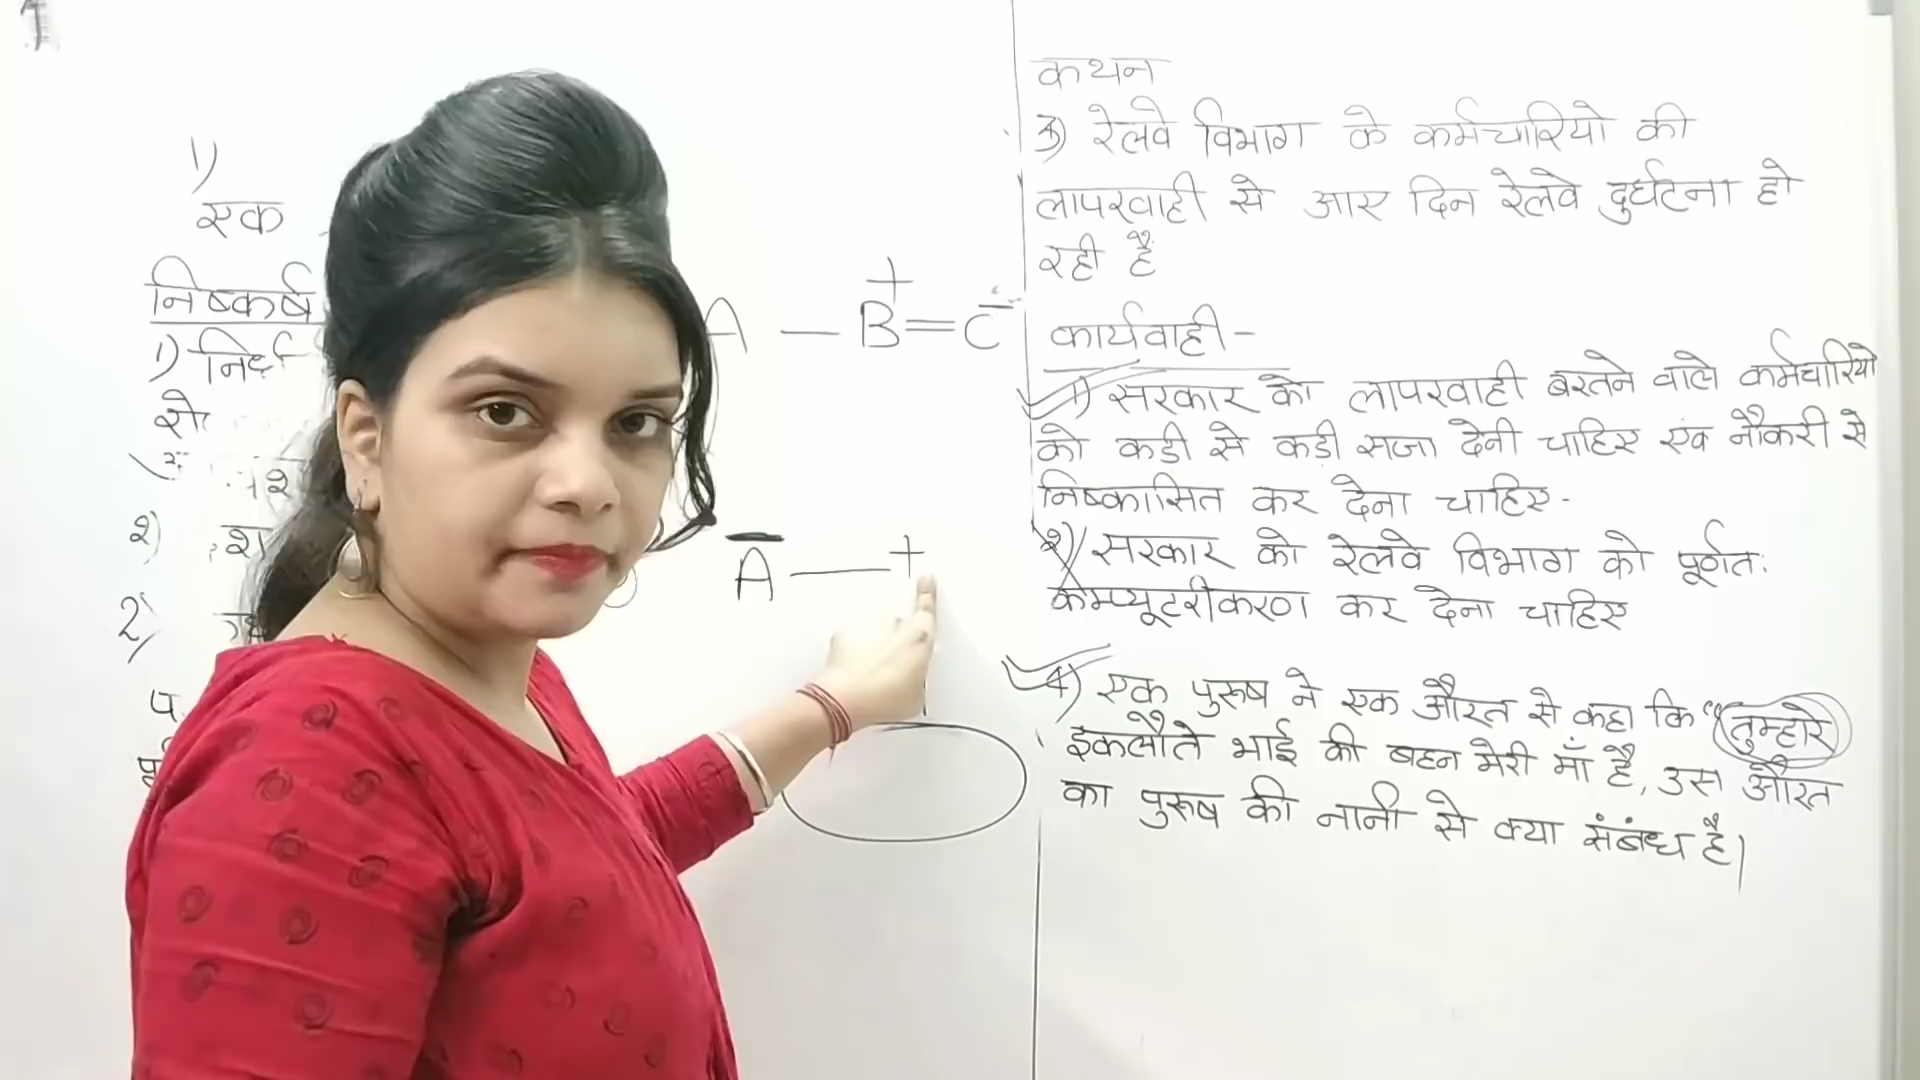 1)
एक
निष्कर्ष
1)
2)
2)
+
A — B = C
A — +
कथन
3) रेलवे विभाग के कर्मचारियो की
लापरवाही से आए दिन रेलवे दुर्घटना हो
रही है
कार्यवाही -
1) सरकार को लापरवाही बरतने वाले कर्मचारियो
को कडी से कडी सजा देनी चाहिए एंव नौकरी से
निष्कासित कर देना चाहिए -
2) सरकार को रेलवे विभाग को पूर्णत:
कम्प्यूटरीकरण कर देना चाहिए
4) एक पुरूष ने एक औरत से कहा कि "तुम्हारे
इकलौते भाई की बहन मेरी माँ है, उस औरत
का पुरूष की नानी से क्या संबंध है|